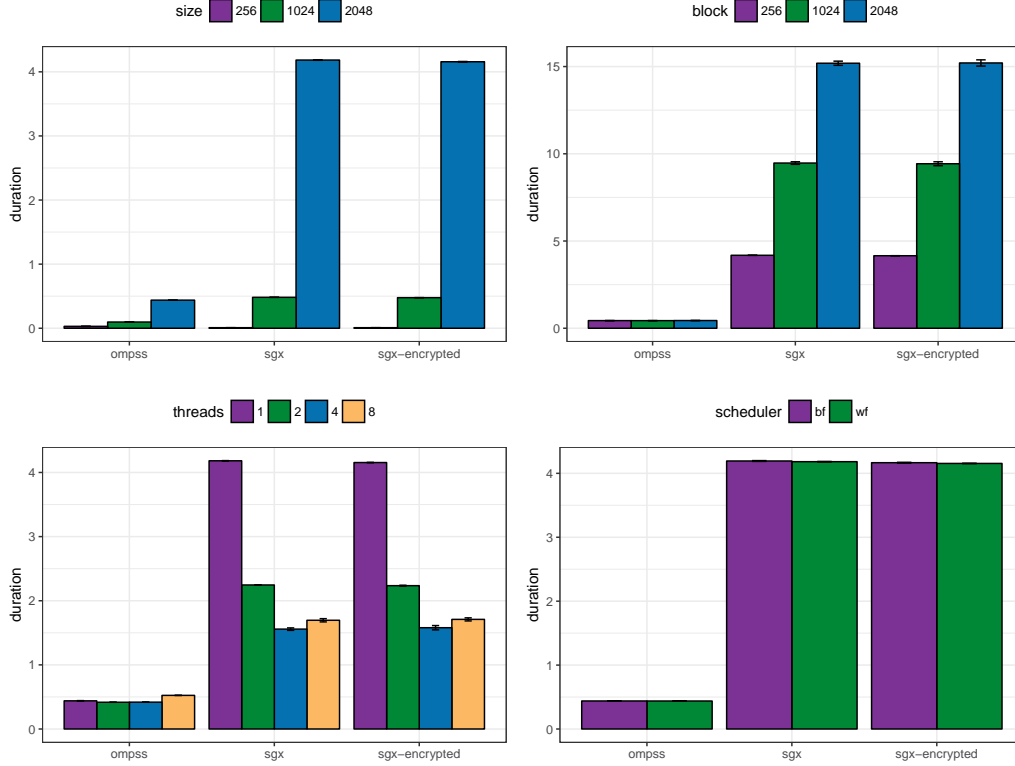 size 256 1024 2048
4
3
2
1
0
duration
ompss sgx sgx-encrypted
block 256 1024 2048
15
10
5
0
duration
ompss sgx sgx-encrypted
threads 1 2 4 8
4
3
2
1
0
duration
ompss sgx sgx-encrypted
scheduler bf wf
4
3
2
1
0
duration
ompss sgx sgx-encrypted